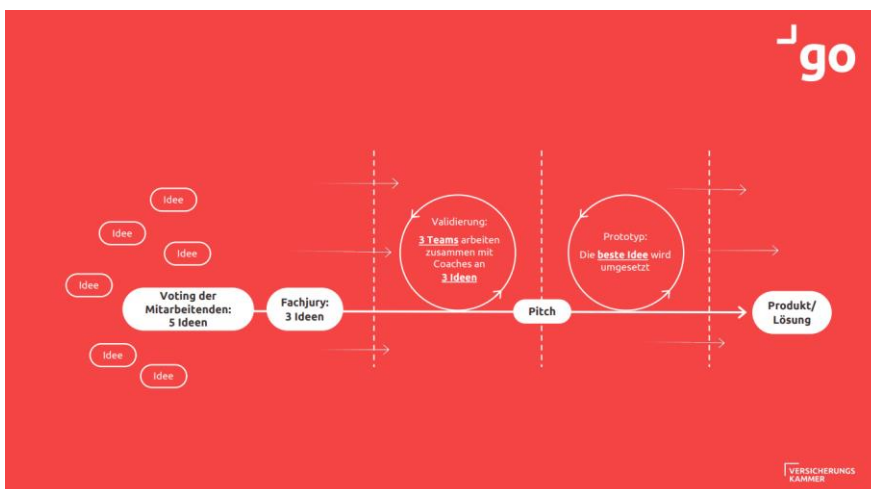 go
Idee
Idee
Idee
Idee
Voting der
Mitarbeitenden:
5 Ideen
Fachjury:
3 Ideen
Idee
Idee
Validierung:
3 Teams arbeiten
zusammen mit
Coaches an
3 Ideen
Pitch
Prototyp:
Die beste Idee wird
umgesetzt
Produkt/
Lösung
VERSICHERUNGS
KAMMER